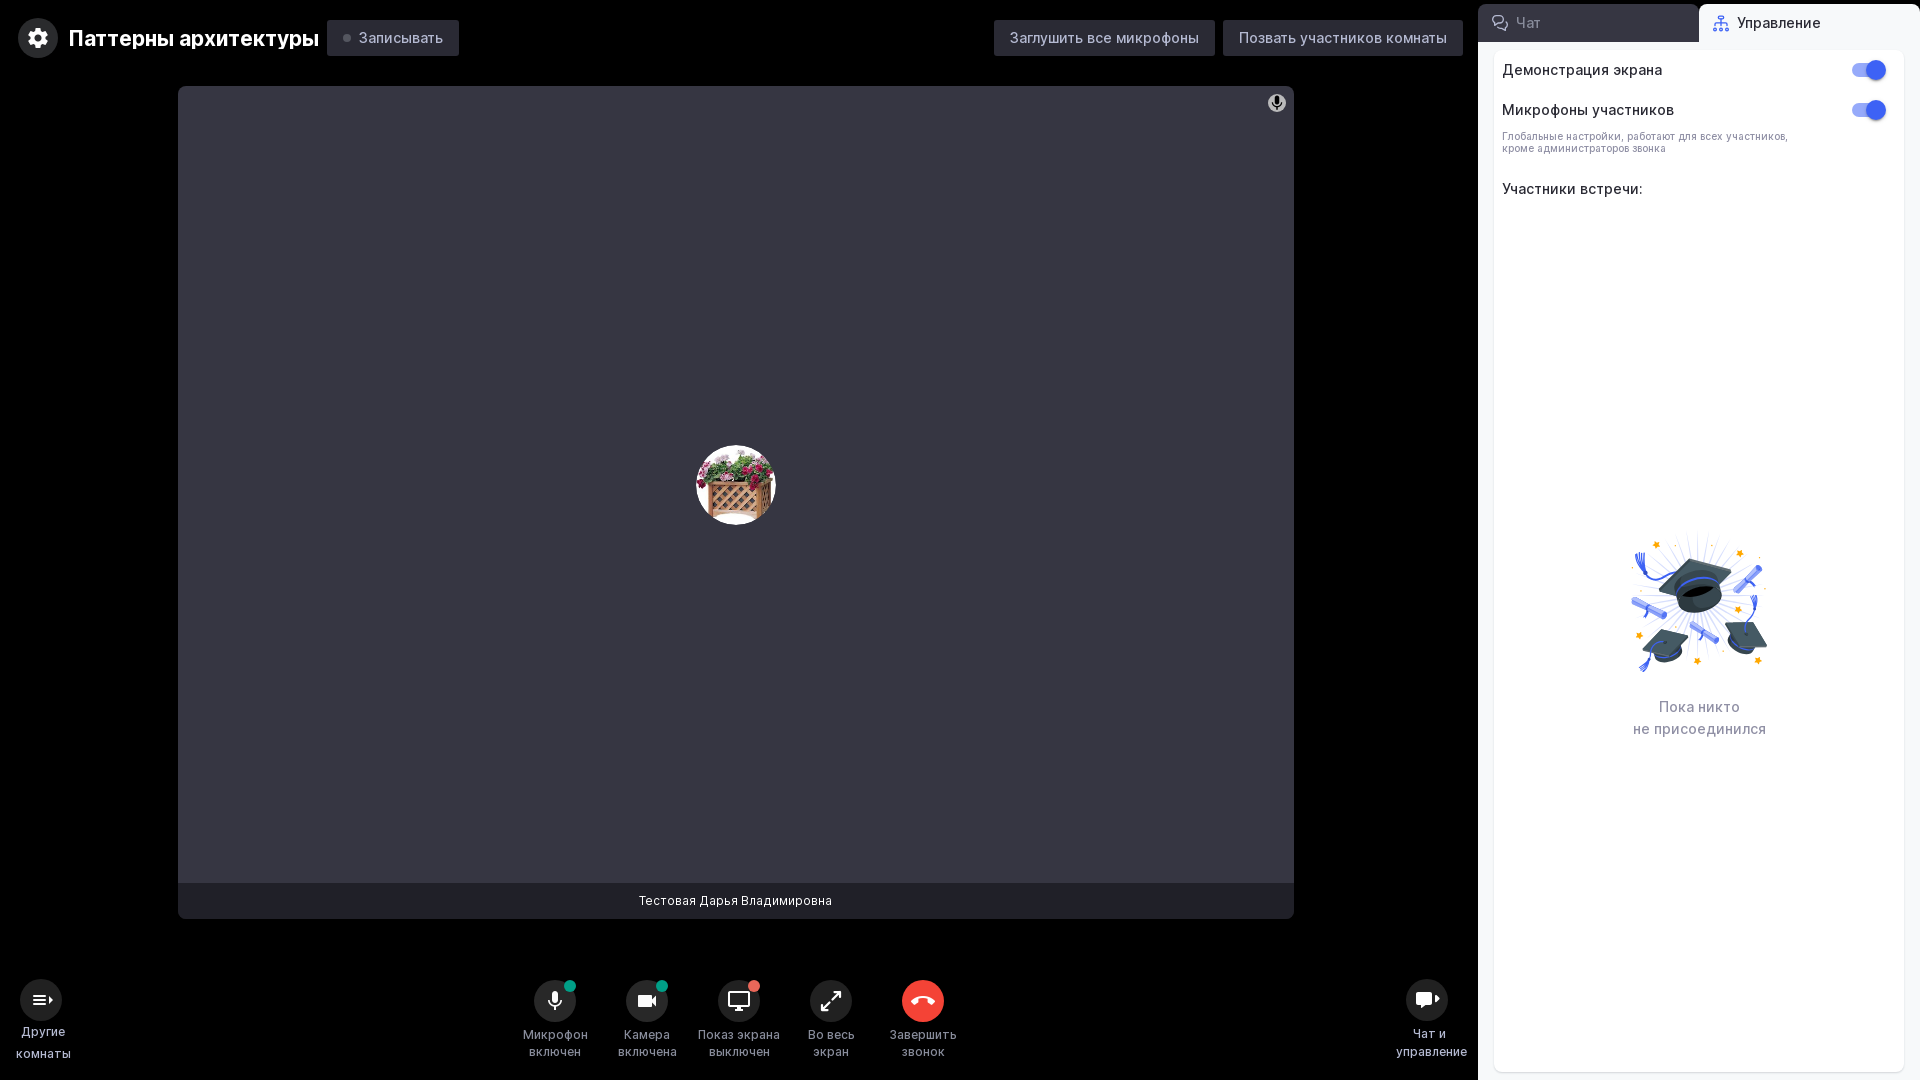 Паттерны архитектуры
Записывать
Заглушить все микрофоны
Позвать участников комнаты
Чат
Управление
Демонстрация экрана
Микрофоны участников
Глобальные настройки, работают для всех участников,
кроме администраторов звонка
Участники встречи:
Пока никто
не присоединился
Тестовая Дарья Владимировна
Другие
комнаты
Микрофон
включен
Камера
включена
Показ экрана
выключен
Во весь
экран
Завершить
звонок
Чат и
управление